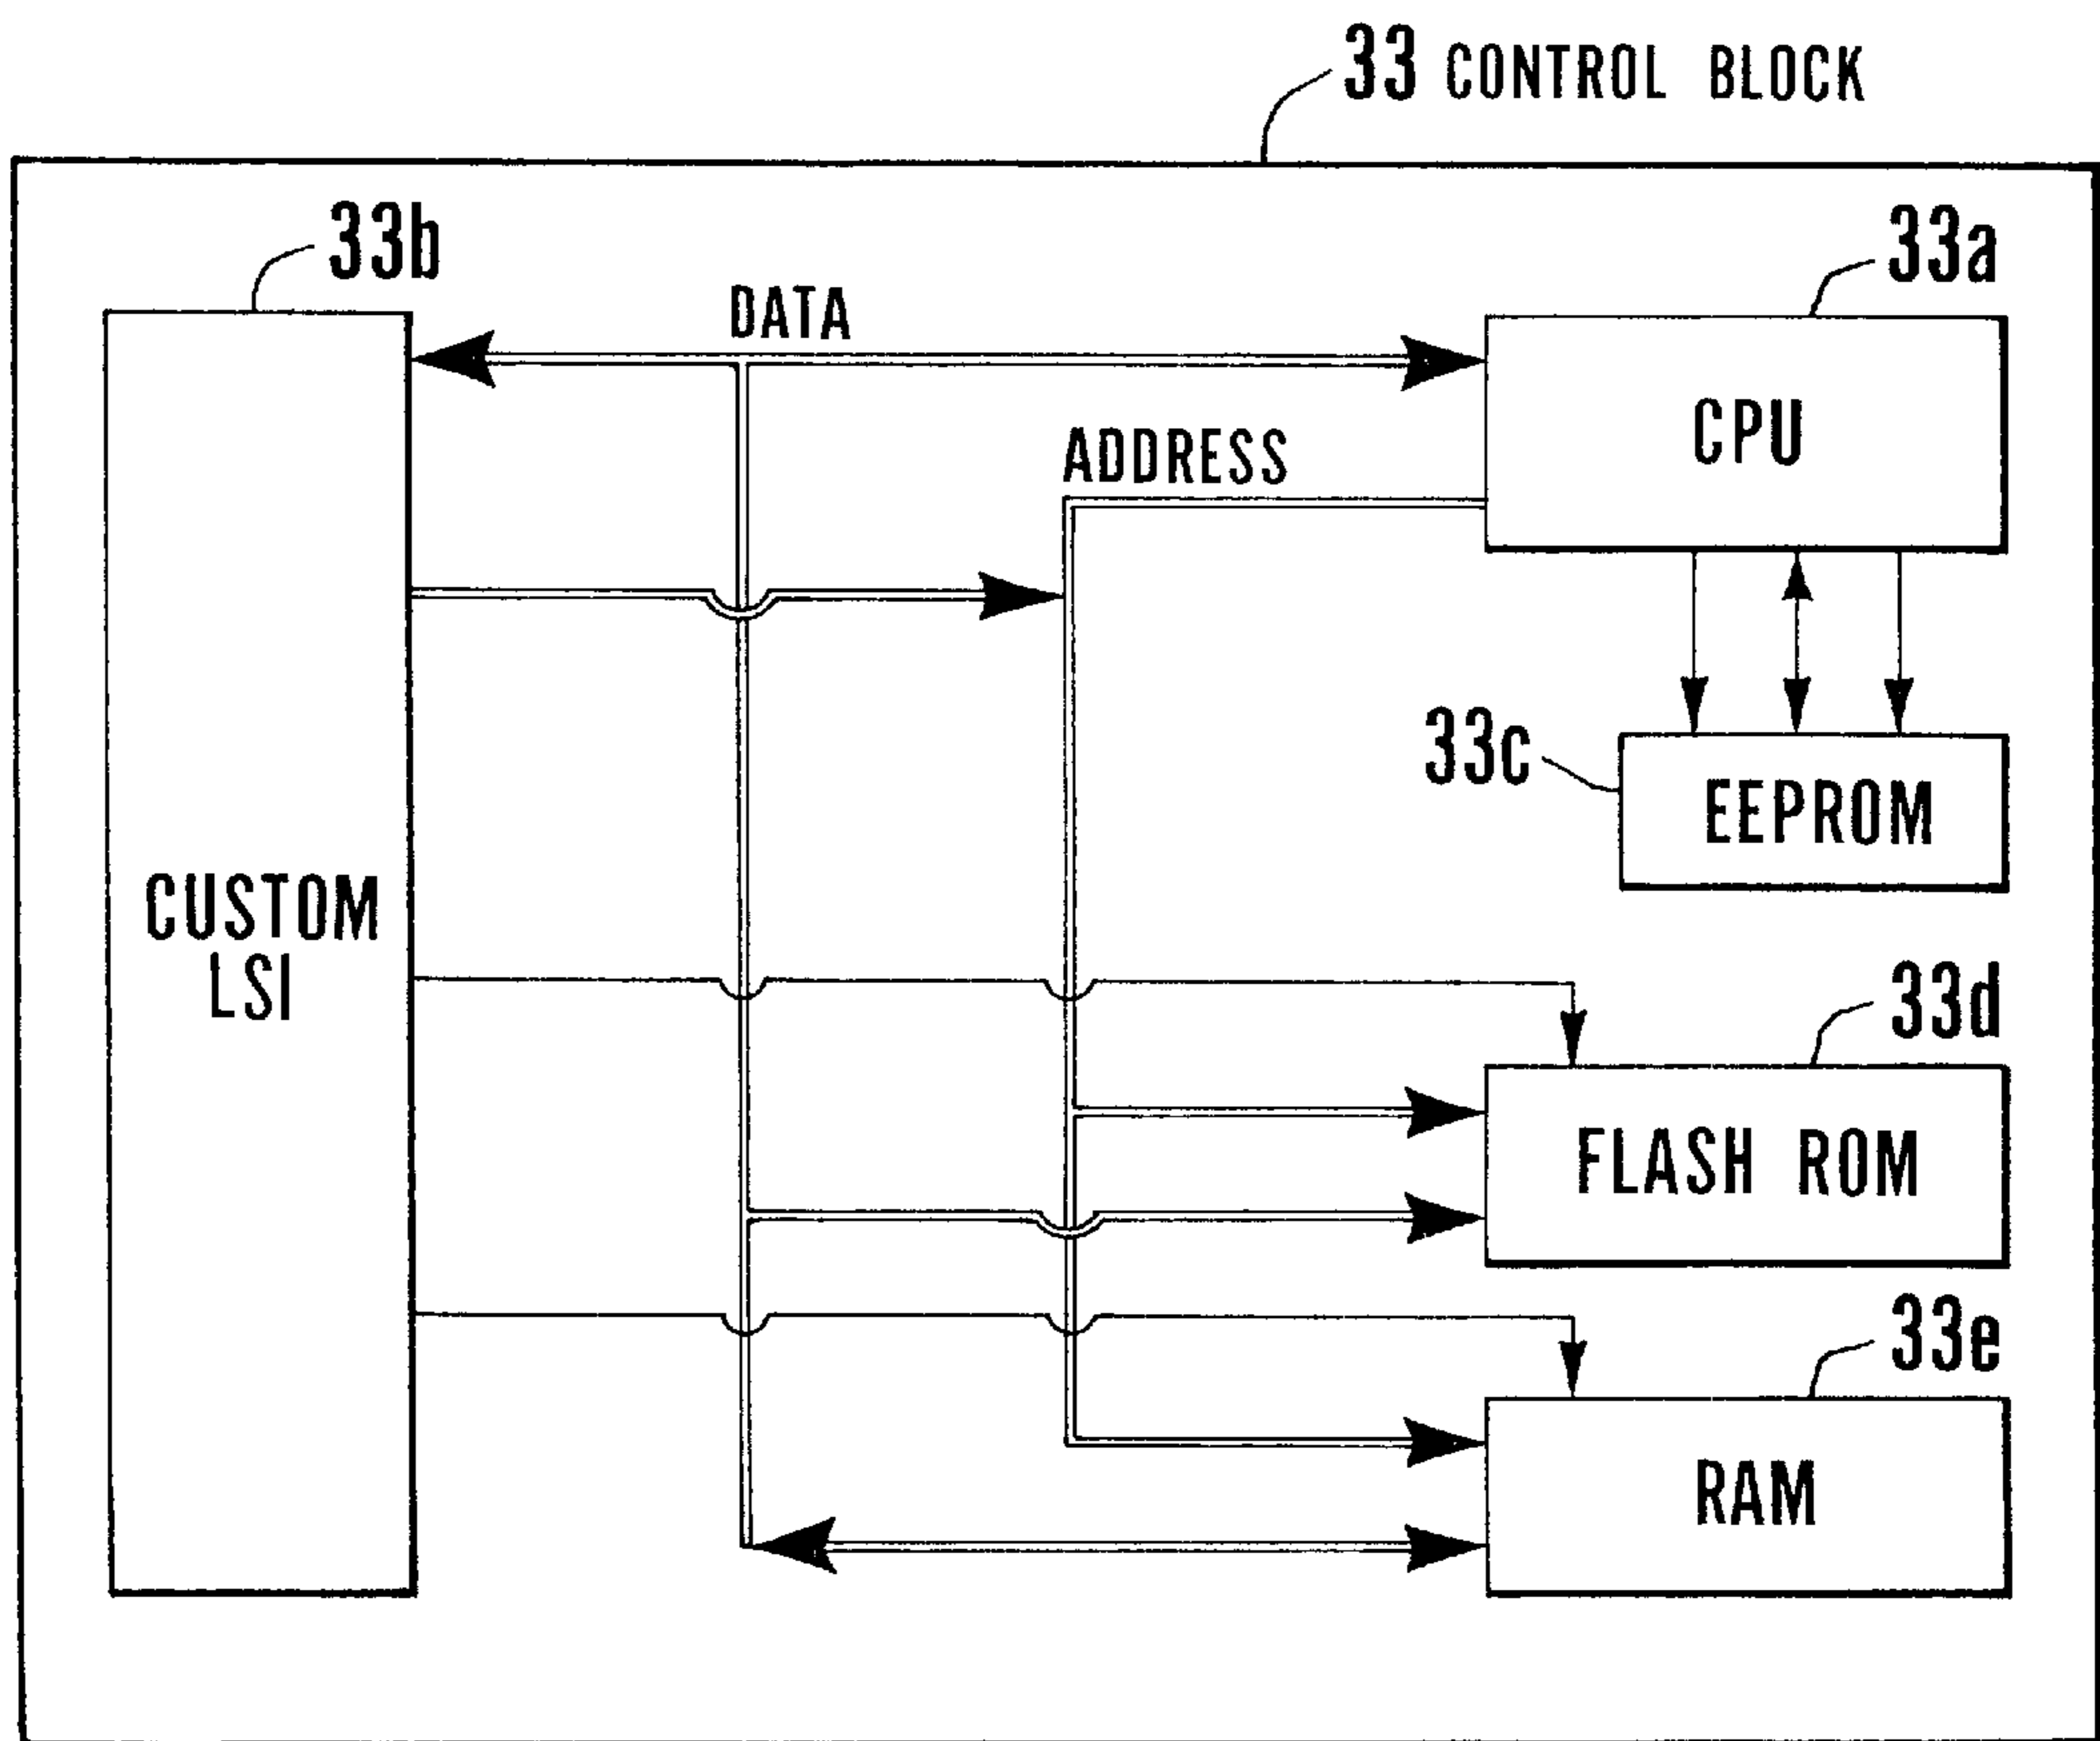 33 CONTROL BLOCK
33b
33a
DATA
CPU
ADDRESS
33c
EEPROM
CUSTOM
LSI
33d
FLASH ROM
33e
RAM